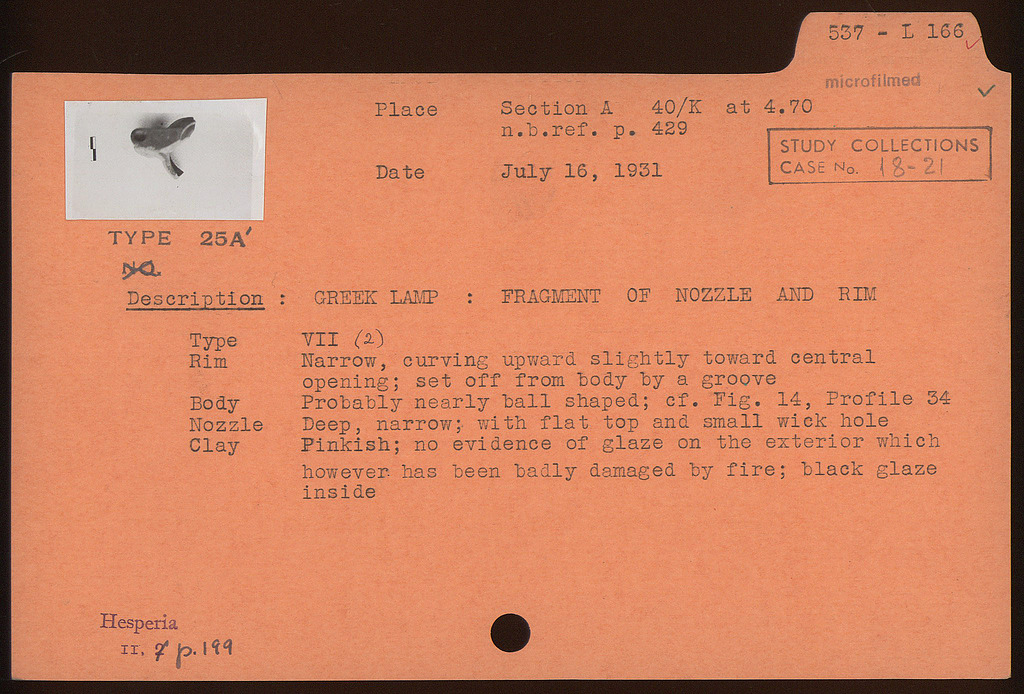 537 - L 166
microfilmed
Place Section A 40/K at 4.70
n.b.ref. p. 429
STUDY COLLECTIONS
CASE No. 18-21
Date July 16, 1931
TYPE 25A'
NO.
Description : GREEK LAMP : FRAGMENT OF NOZZLE AND RIM
Type VII (2)
Rim Narrow, curving upward slightly toward central
opening; set off from body by a groove
Body Probably nearly ball shaped; cf. Fig. 14, Profile 34
Nozzle Deep, narrow; with flat top and small wick hole
Clay Pinkish; no evidence of glaze on the exterior which
however has been badly damaged by fire; black glaze
inside
Hesperia
II, p. 199